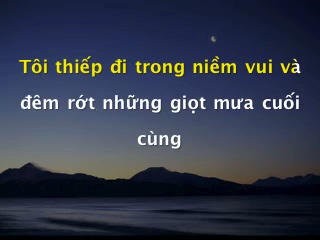 Tôi thiếp đi trong niềm vui và
đêm rớt những giọt mưa cuối
cùng